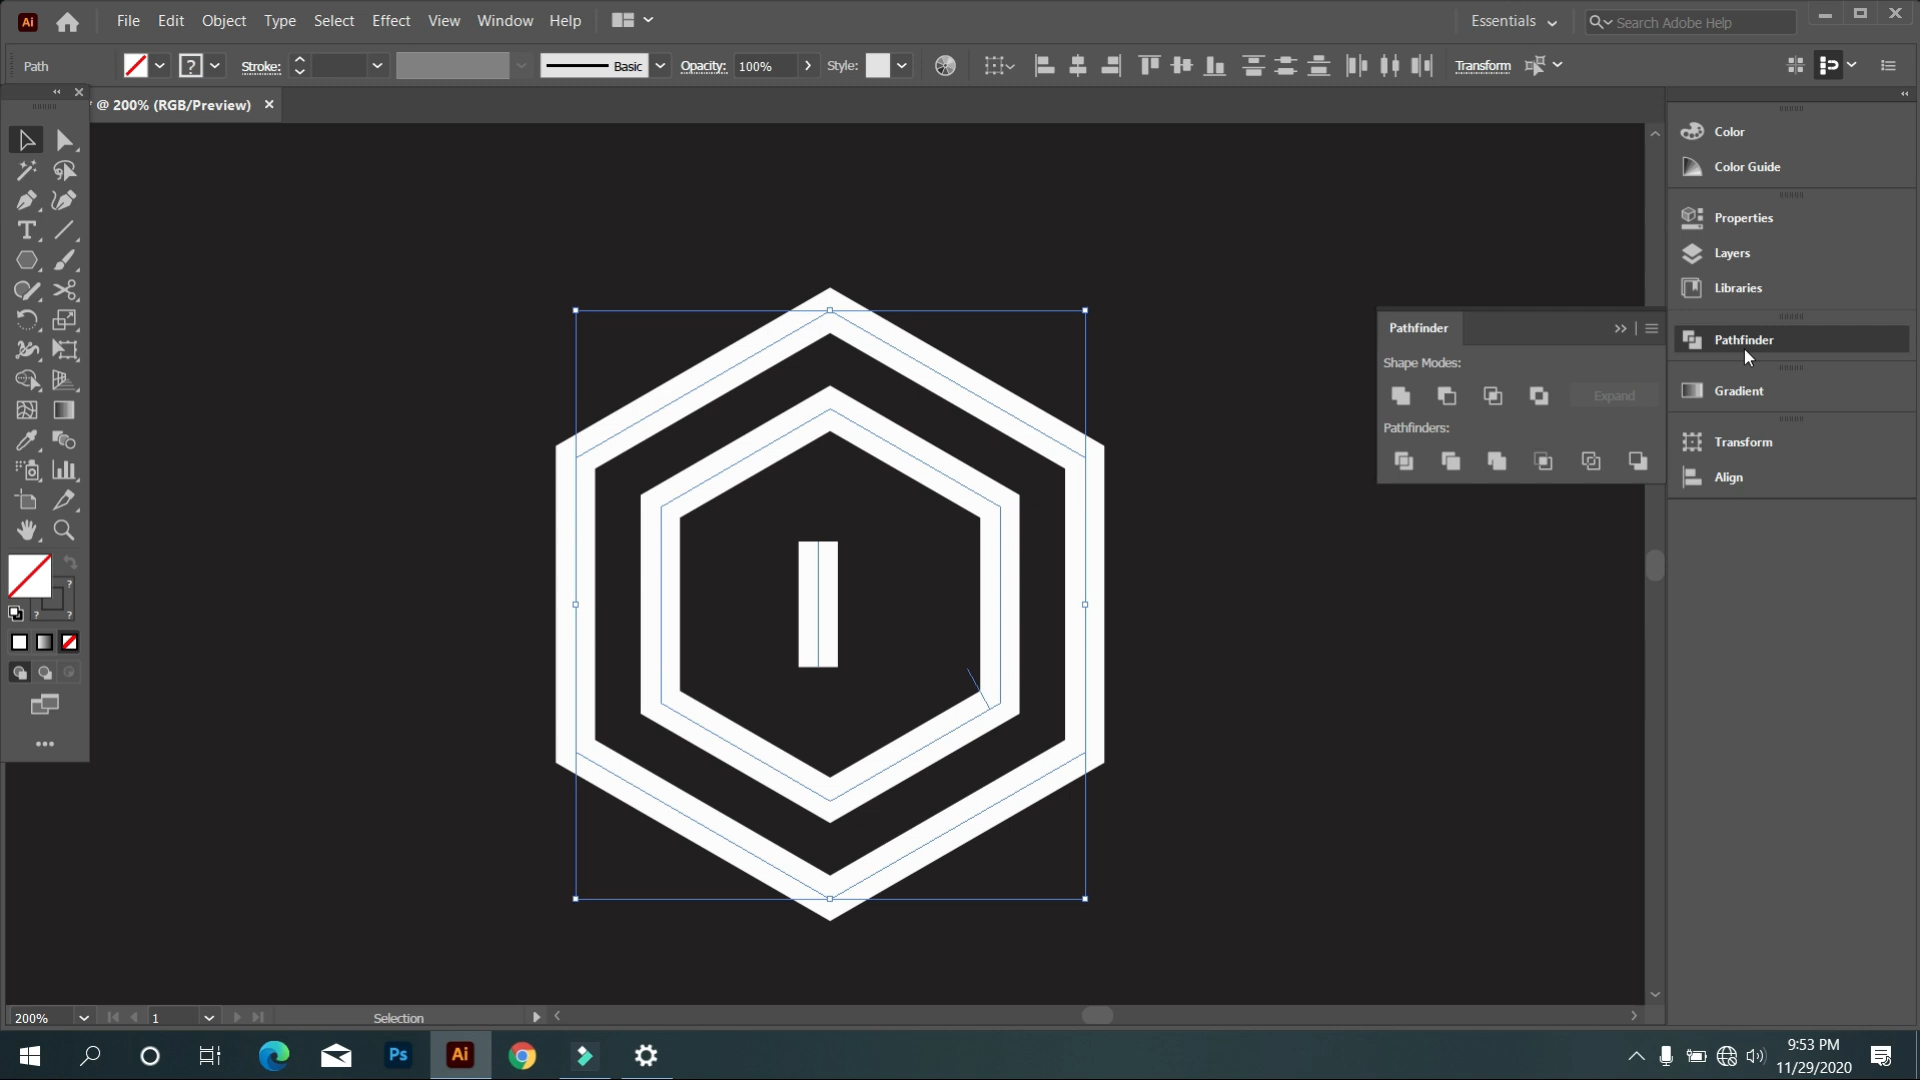 Ai File Edit Object Type Select Effect View Window Help Essentials Search Adobe Help
Path ? Stroke: Basic Opacity: 100% Style: Transform
* @ 200% (RGB/Preview) ×
Color
Color Guide
Properties
Layers
Libraries
Pathfinder
Gradient
Transform
Align
Pathfinder
Shape Modes:
Expand
Pathfinders:
T
?
? ?
200% 1 Selection
Ps Ai 9:53 PM
11/29/2020